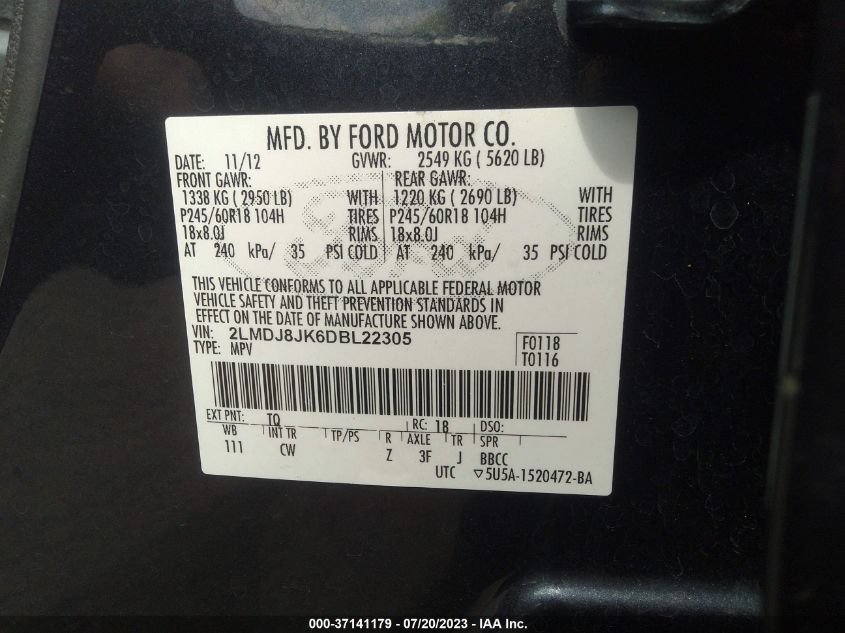 MFD. BY FORD MOTOR CO.
DATE: 11/12 GVWR: 2549 KG ( 5620 LB)
FRONT GAWR: REAR GAWR:
1338 KG ( 2950 LB) WITH 1220 KG ( 2690 LB) WITH
P245/60R18 104H TIRES P245/60R18 104H TIRES
18x8.0J RIMS 18x8.0J RIMS
AT 240 kPa/ 35 PSI COLD AT 240 kPa/ 35 PSI COLD
THIS VEHICLE CONFORMS TO ALL APPLICABLE FEDERAL MOTOR
VEHICLE SAFETY AND THEFT PREVENTION STANDARDS IN
EFFECT ON THE DATE OF MANUFACTURE SHOWN ABOVE.
VIN: 2LMDJ8JK6DBL22305 F0118
TYPE: MPV T0116
EXT PNT: TQ RC: 18 DSO:
WB INT TR TP/PS R AXLE TR SPR
111 CW Z 3F J BBCC
UTC ▽5U5A-1520472-BA
000-37141179 / 07/20/2023 - IAA Inc.